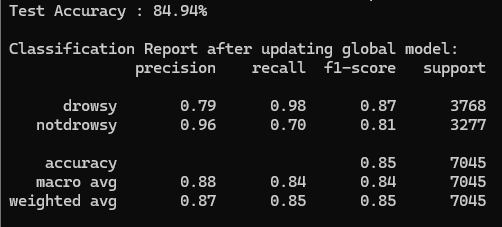 Test Accuracy : 84.94%
Classification Report after updating global model:
precision recall f1-score support
drowsy 0.79 0.98 0.87 3768
notdrowsy 0.96 0.70 0.81 3277
accuracy 0.85 7045
macro avg 0.88 0.84 0.84 7045
weighted avg 0.87 0.85 0.85 7045